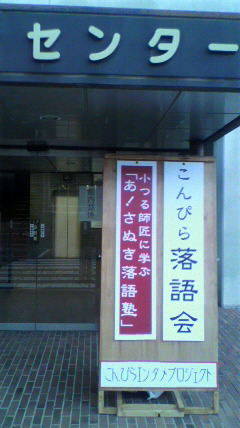 センター
こんぴら落語会
小つる師匠に学ぶ
「あ!さぬき落語塾」
こんぴらエンタメプロジェクト